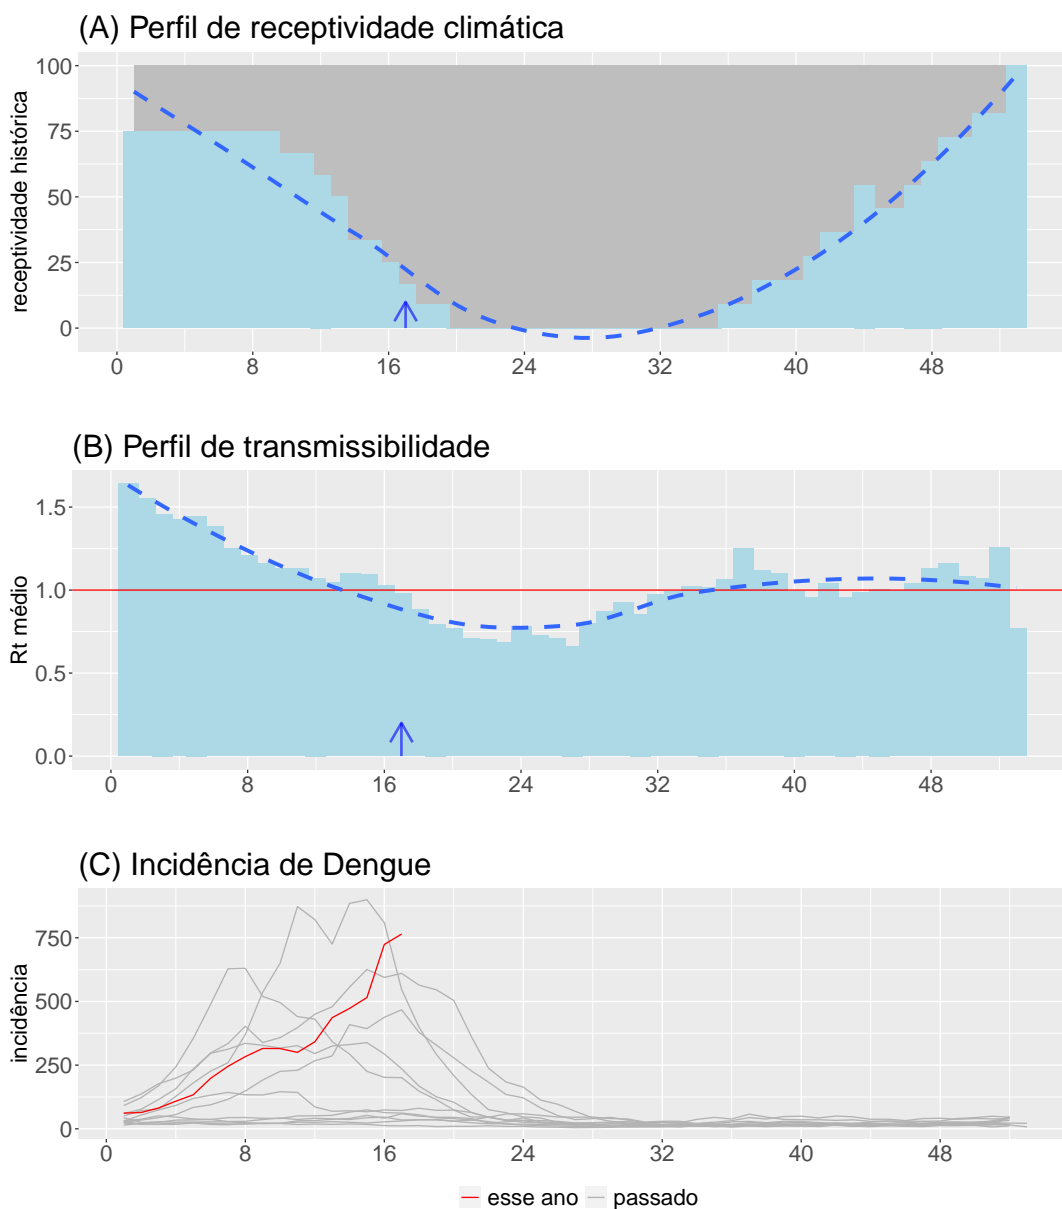 (A) Perfil de receptividade climática
receptividade histórica
100
75
50
25
0
0 8 16 24 32 40 48
(B) Perfil de transmissibilidade
Rt médio
1.5
1.0
0.5
0.0
0 8 16 24 32 40 48
(C) Incidência de Dengue
incidência
750
500
250
0
0 8 16 24 32 40 48
esse ano passado